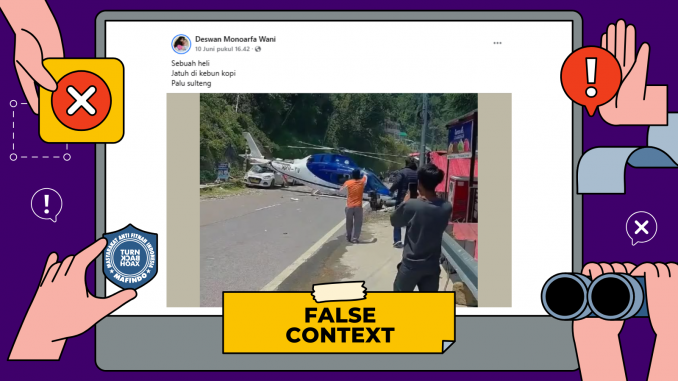 Deswan Monoarfa Wani
10 Juni pukul 16.42 ·
Sebuah heli
Jatuh di kebun kopi
Palu sulteng
MASYARAKAT ANTI FITNAH INDONESIA
TURN
BACK
HOAX
MAFINDO
FALSE
CONTEXT